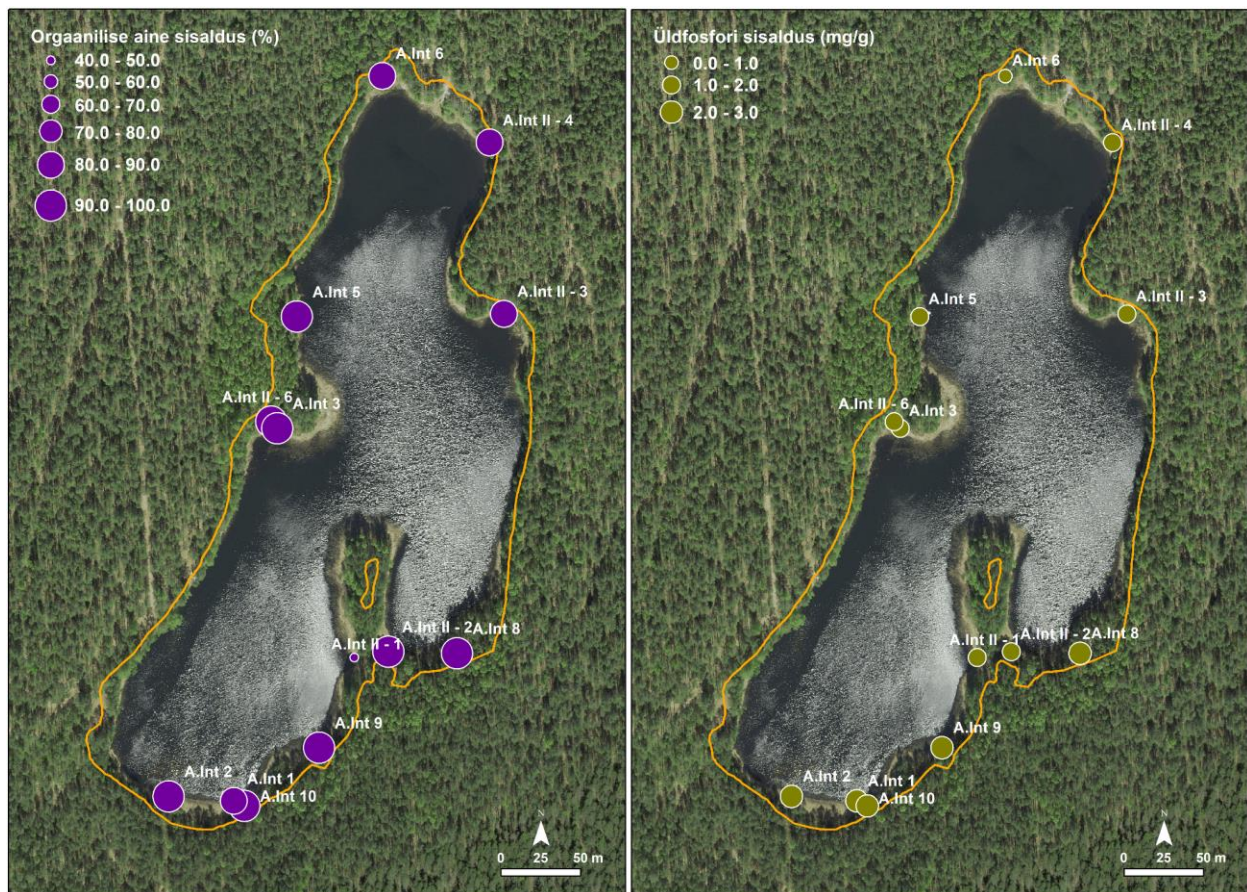 Orgaanilise aine sisaldus (%)
40.0 - 50.0
50.0 - 60.0
60.0 - 70.0
70.0 - 80.0
80.0 - 90.0
90.0 - 100.0
A.Int 6
A.Int II - 4
A.Int 5
A.Int II - 3
A.Int II - 6
A.Int 3
A.Int II - 1
A.Int II - 2
A.Int 8
A.Int 9
A.Int 2
A.Int 1
A.Int 10
N
0 25 50 m
Üldfosfori sisaldus (mg/g)
0.0 - 1.0
1.0 - 2.0
2.0 - 3.0
A.Int 6
A.Int II - 4
A.Int 5
A.Int II - 3
A.Int II - 6
A.Int 3
A.Int II - 1
A.Int II - 2
A.Int 8
A.Int 9
A.Int 2
A.Int 1
A.Int 10
N
0 25 50 m